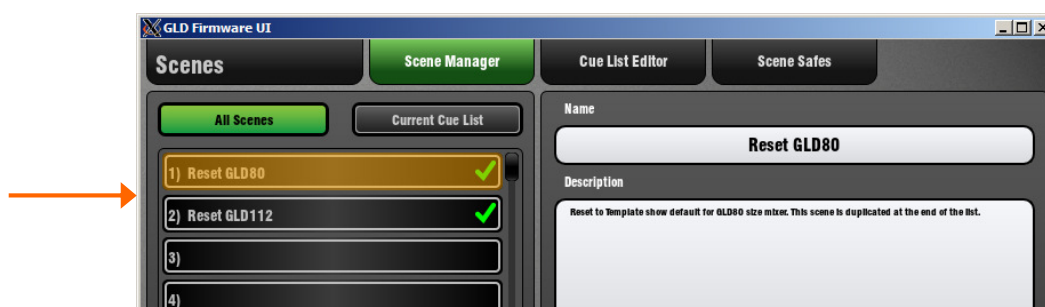 GLD Firmware UI
Scenes
Scene Manager
Cue List Editor
Scene Safes
All Scenes
Current Cue List
1) Reset GLD80
2) Reset GLD112
3)
4)
Name
Reset GLD80
Description
Reset to Template show default for GLD80 size mixer. This scene is duplicated at the end of the list.